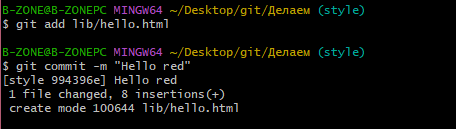 B-ZONE@B-ZONEPC MINGW64 ~/Desktop/git/Делаем (style)
$ git add lib/hello.html
B-ZONE@B-ZONEPC MINGW64 ~/Desktop/git/Делаем (style)
$ git commit -m "Hello red"
[style 994396e] Hello red
1 file changed, 8 insertions(+)
create mode 100644 lib/hello.html